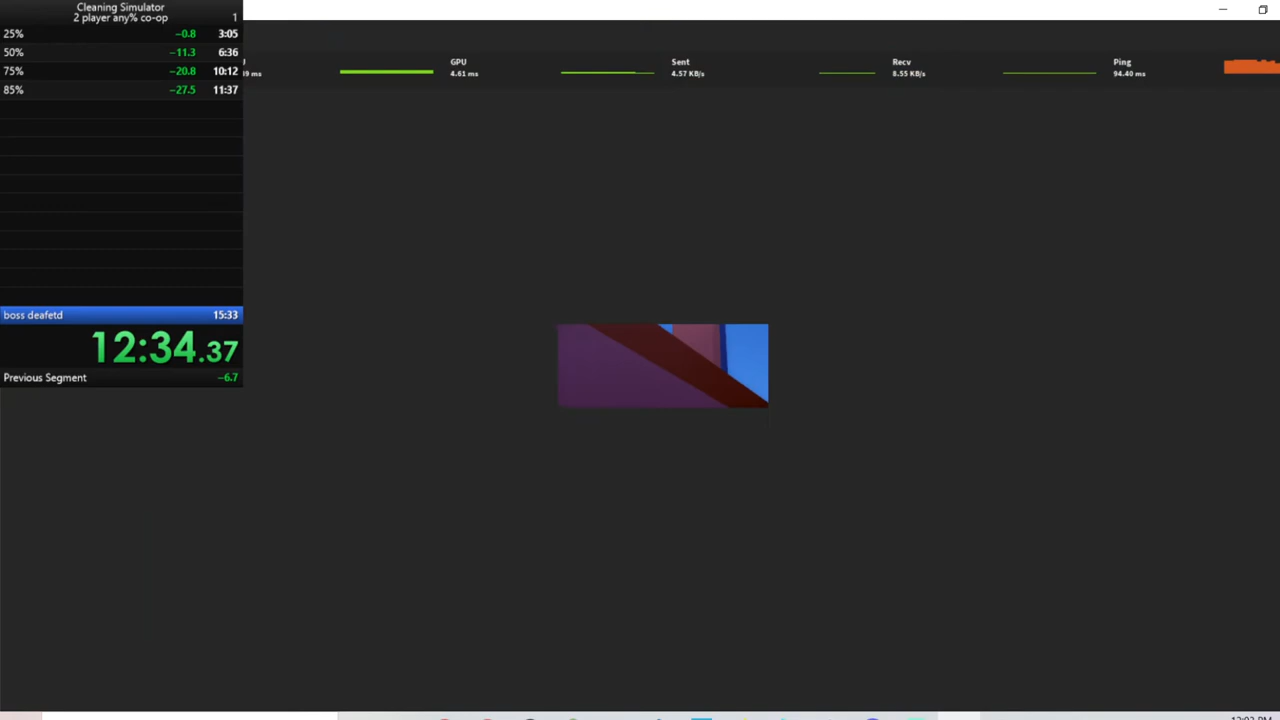 Cleaning Simulator
2 player any% co-op 1
25% −0.8 3:05
50% −11.3 6:36
75% −20.8 10:12
85% −27.5 11:37
boss deafetd 15:33
12:34.37
Previous Segment −6.7
GPU Sent Recv Ping
4.61 ms 4.57 KB/s 8.55 KB/s 94.40 ms